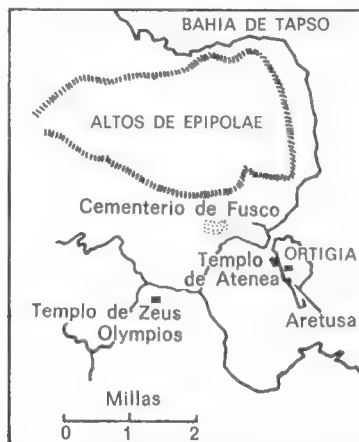 BAHIA DE TAPSO
ALTOS DE EPIPOLAE
Cementerio de Fusco
ORTIGIA
Templo
de Atenea
Aretusa
Templo de Zeus
Olympios
Millas
0 1 2